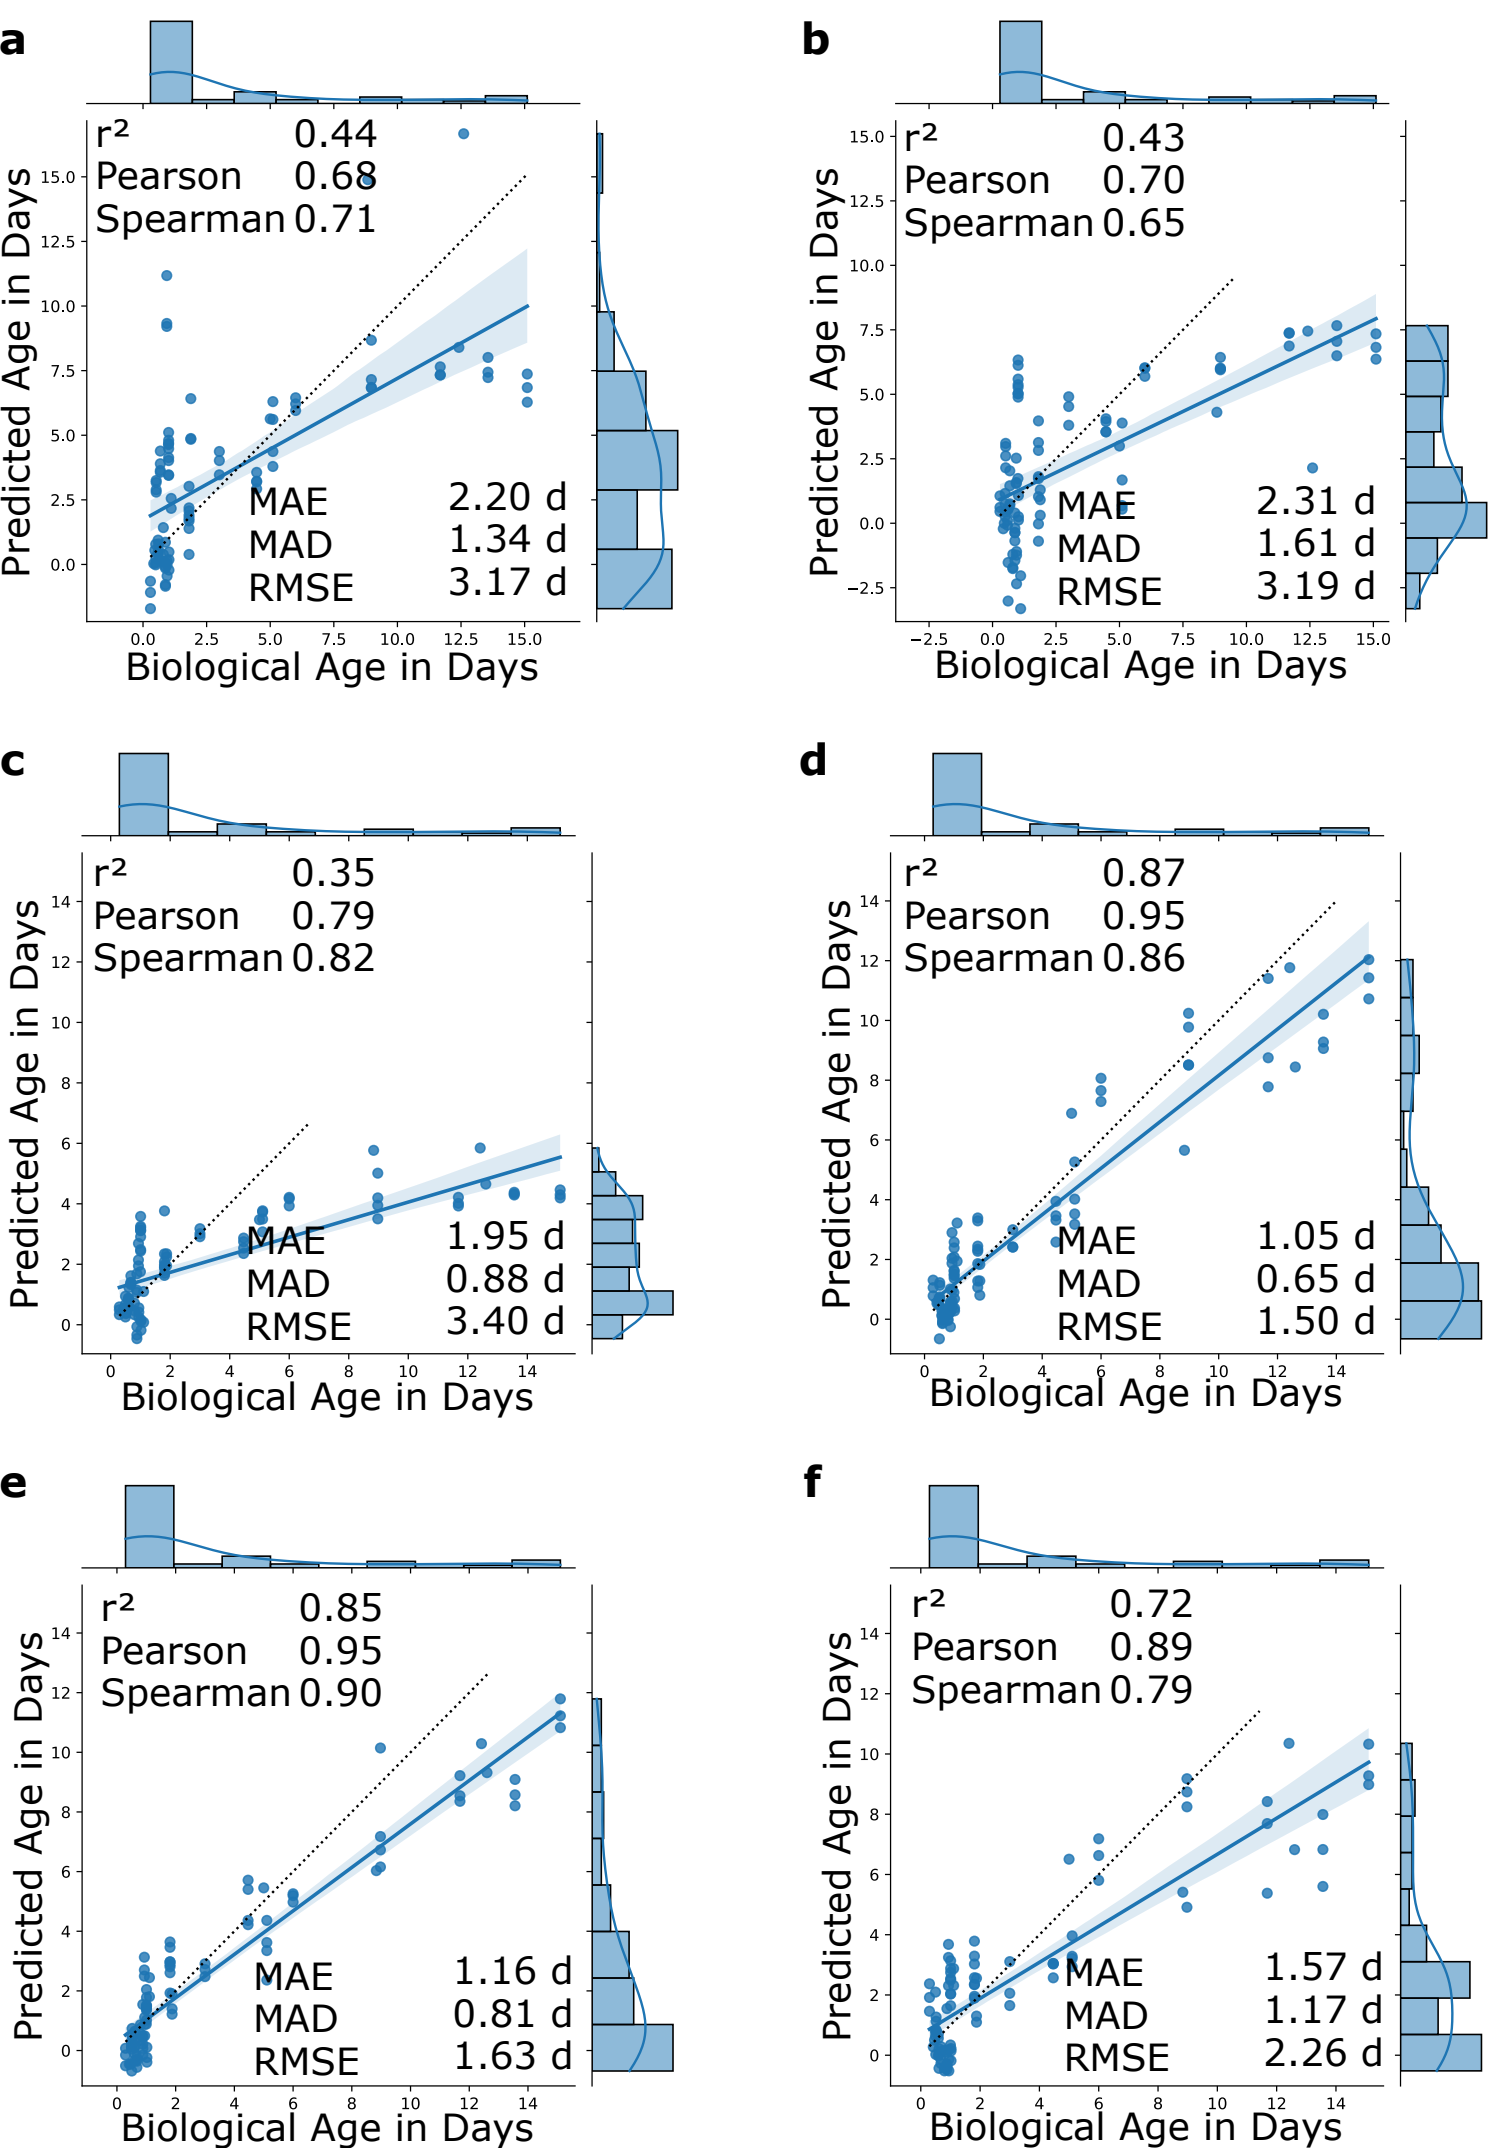 a
r² 0.44
Pearson 0.68
Spearman 0.71
15.0
12.5
10.0
7.5
5.0
2.5
0.0
Predicted Age in Days
MAE 2.20 d
MAD 1.34 d
RMSE 3.17 d
0.0 2.5 5.0 7.5 10.0 12.5 15.0
Biological Age in Days
b
r² 0.43
Pearson 0.70
Spearman 0.65
15.0
12.5
10.0
7.5
5.0
2.5
0.0
−2.5
Predicted Age in Days
MAE 2.31 d
MAD 1.61 d
RMSE 3.19 d
−2.5 0.0 2.5 5.0 7.5 10.0 12.5 15.0
Biological Age in Days
c
r² 0.35
Pearson 0.79
Spearman 0.82
14
12
10
8
6
4
2
0
Predicted Age in Days
MAE 1.95 d
MAD 0.88 d
RMSE 3.40 d
0 2 4 6 8 10 12 14
Biological Age in Days
d
r² 0.87
Pearson 0.95
Spearman 0.86
14
12
10
8
6
4
2
0
Predicted Age in Days
MAE 1.05 d
MAD 0.65 d
RMSE 1.50 d
0 2 4 6 8 10 12 14
Biological Age in Days
e
r² 0.85
Pearson 0.95
Spearman 0.90
14
12
10
8
6
4
2
0
Predicted Age in Days
MAE 1.16 d
MAD 0.81 d
RMSE 1.63 d
0 2 4 6 8 10 12 14
Biological Age in Days
f
r² 0.72
Pearson 0.89
Spearman 0.79
14
12
10
8
6
4
2
0
Predicted Age in Days
MAE 1.57 d
MAD 1.17 d
RMSE 2.26 d
0 2 4 6 8 10 12 14
Biological Age in Days